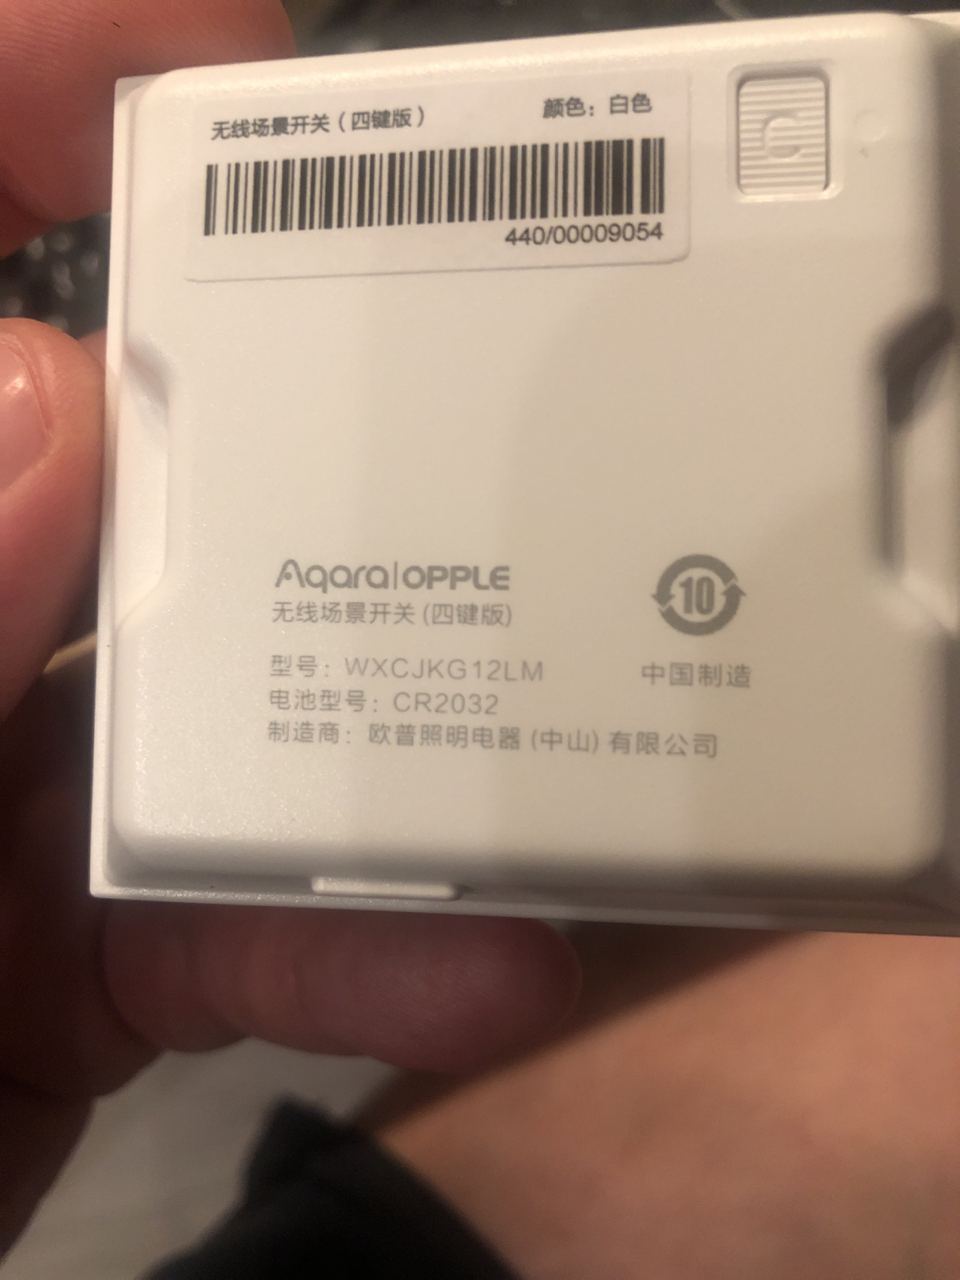 无线场景开关（四键版） 颜色：白色
440/00009054
Aqara|OPPLE
无线场景开关 (四键版)
10
型号：WXCJKG12LM
中国制造
电池型号：CR2032
制造商：欧普照明电器 (中山) 有限公司